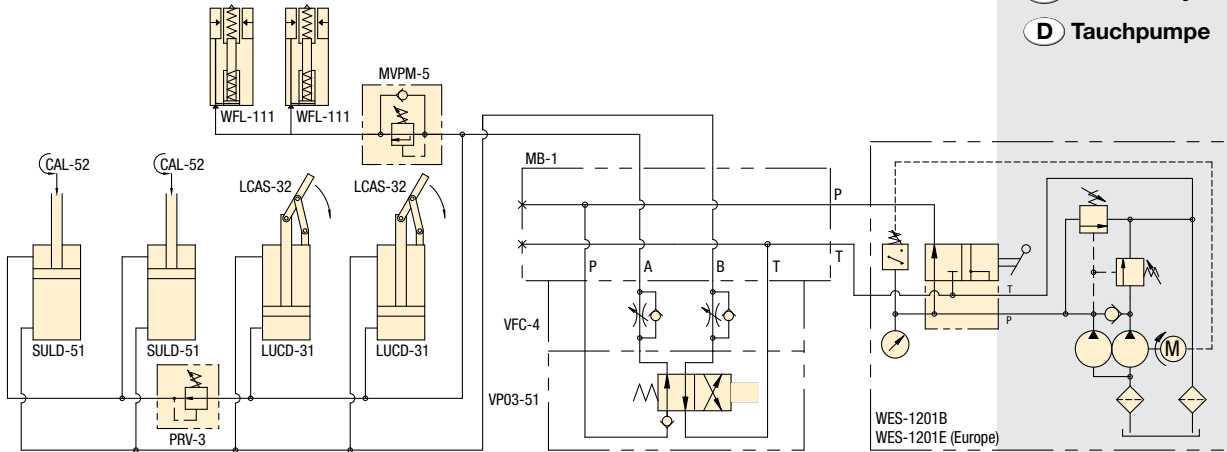 D Tauchpumpe
WFL-111 WFL-111
MVPM-5
CAL-52 CAL-52
LCAS-32 LCAS-32
MB-1
P
T
P A B T
T
P
VFC-4
SULD-51 SULD-51 LUCD-31 LUCD-31
M
VP03-51
PRV-3
WES-1201B
WES-1201E (Europe)